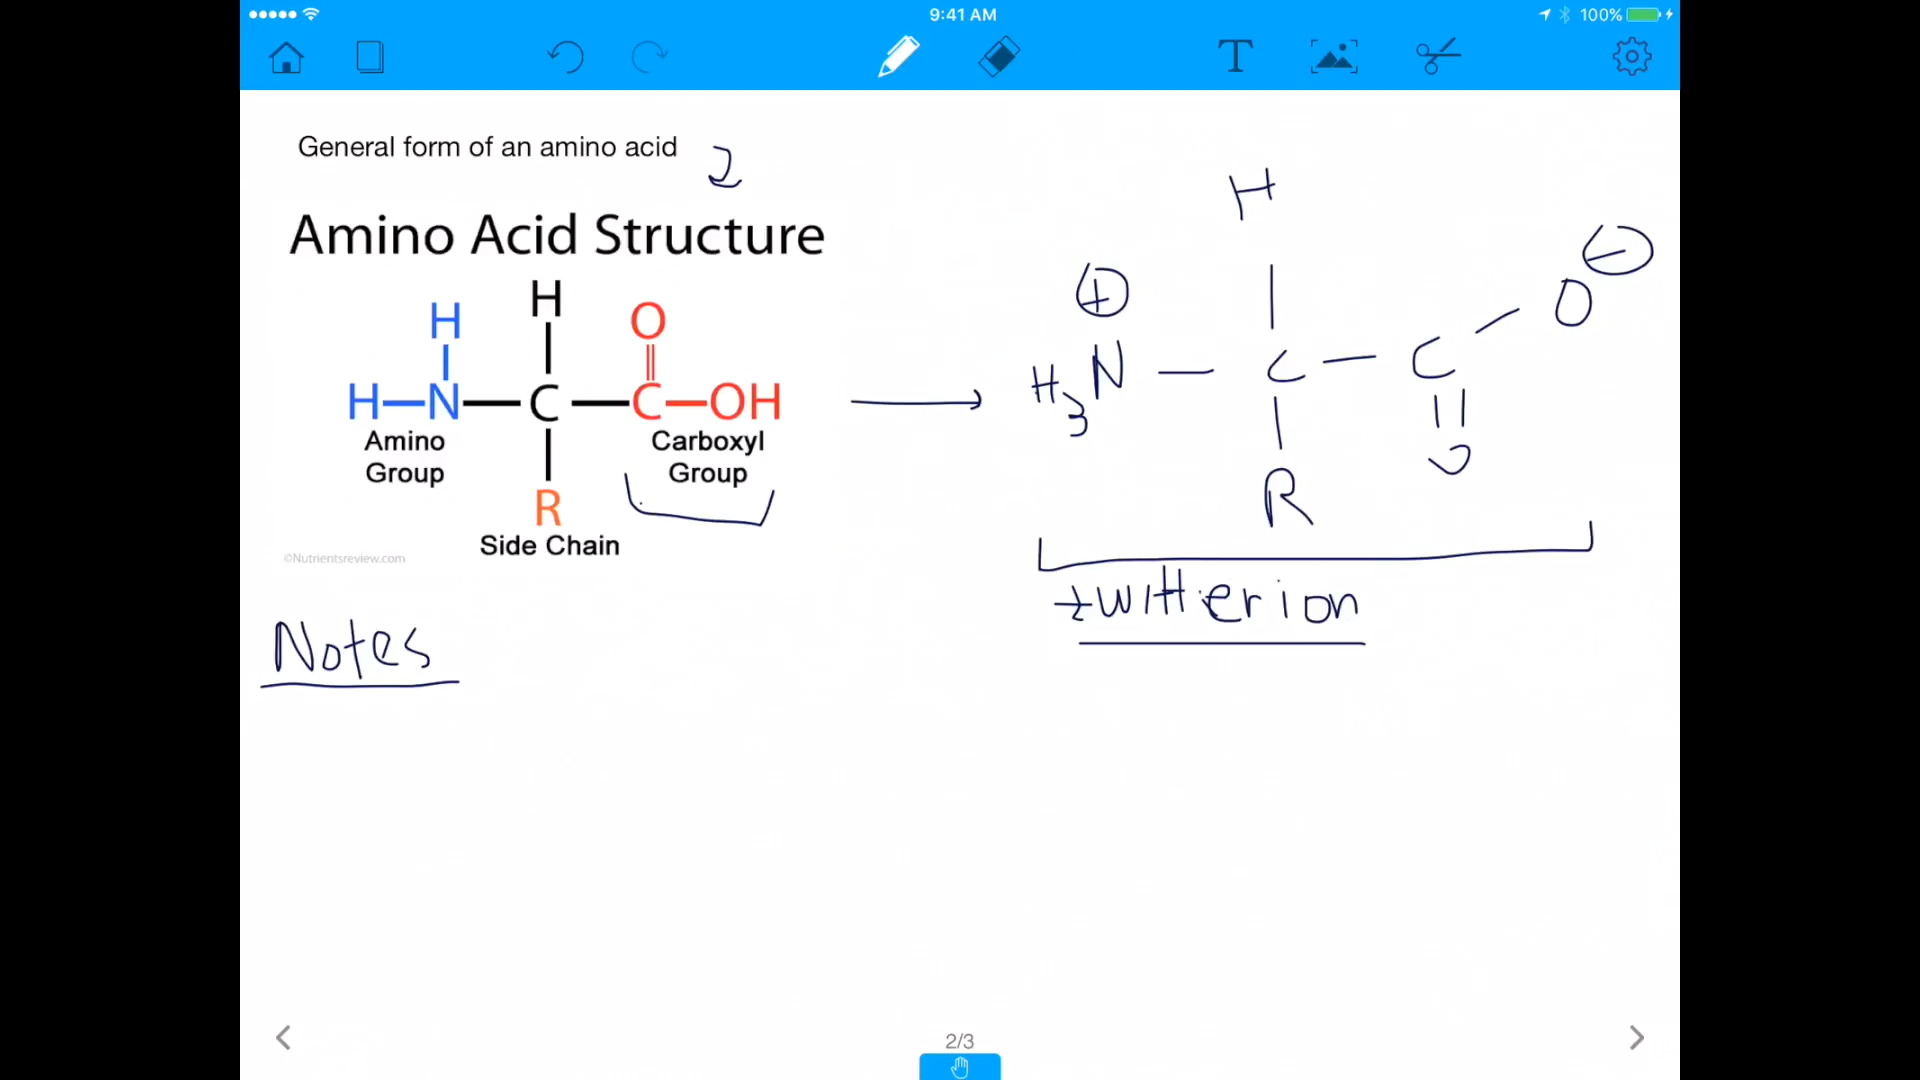 9:41 AM
100%
T
General form of an amino acid 2
Amino Acid Structure
H
H
O
H N C C OH
Amino Group
Carboxyl Group
R
Side Chain
©Nutrientsreview.com
H
+
−
O
H3N — C — C
O
R
zwitterion
Notes
2/3